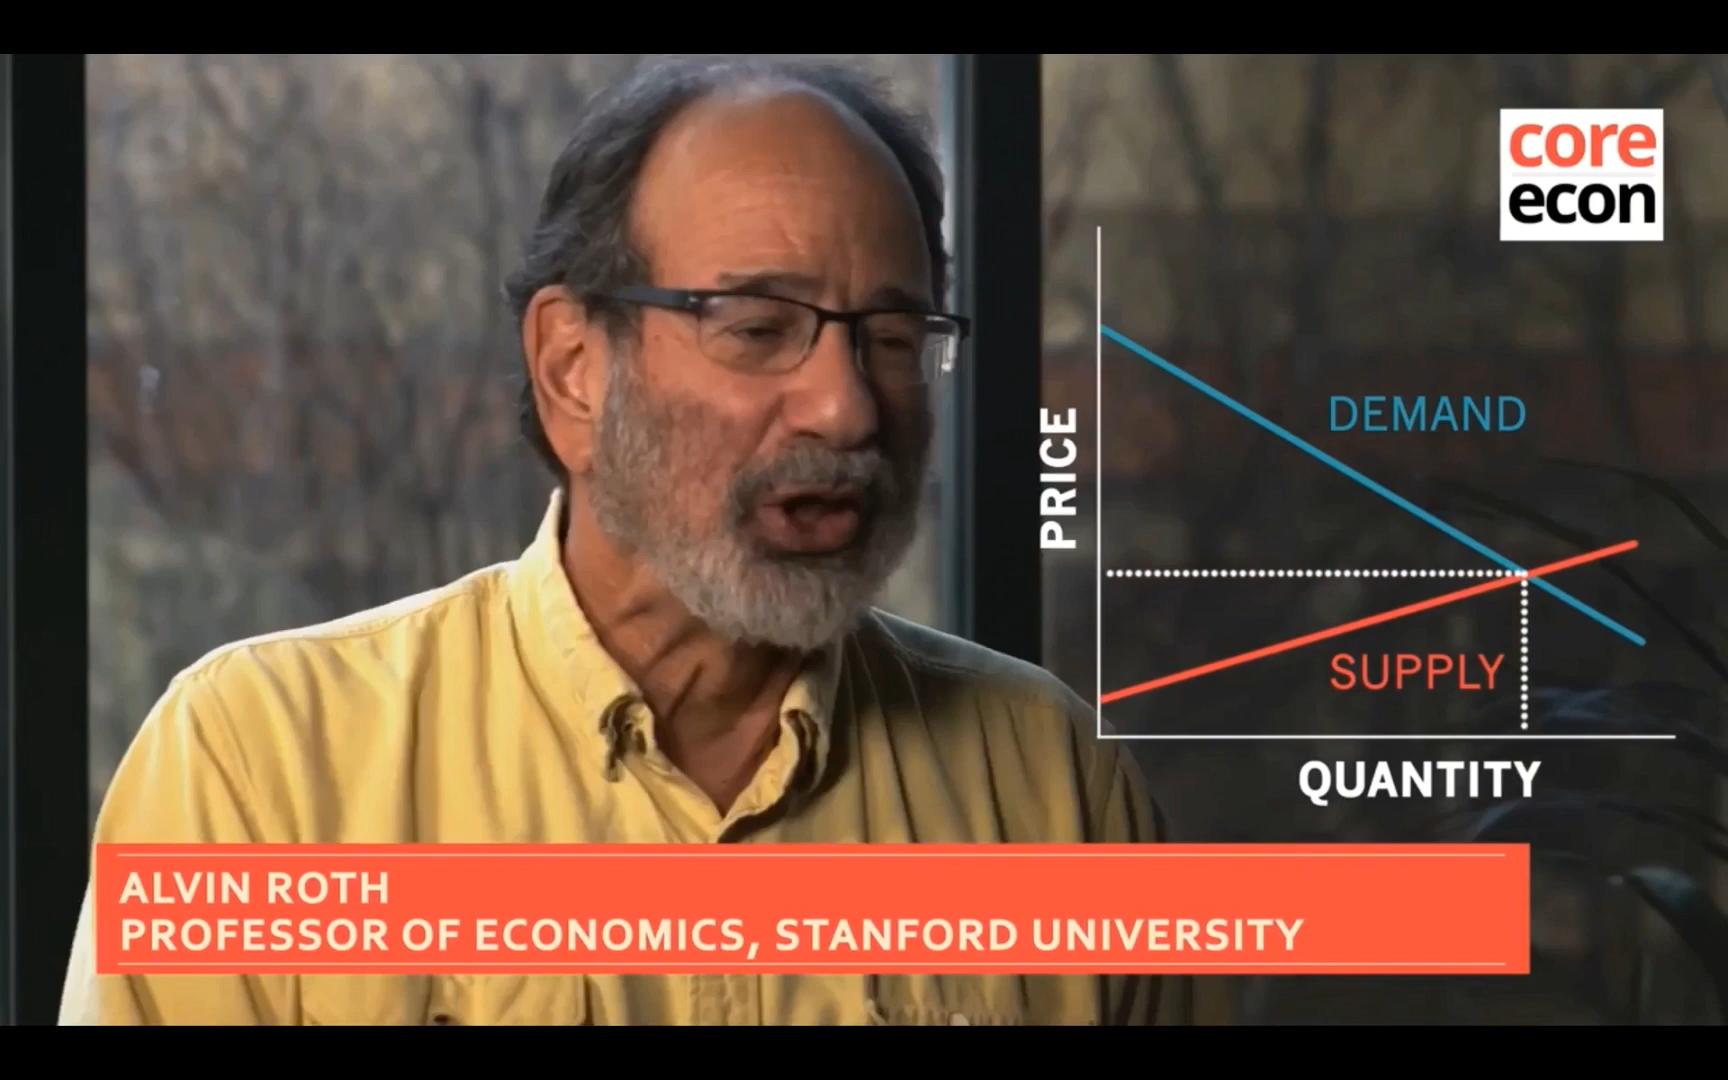 core
econ
PRICE
DEMAND
SUPPLY
QUANTITY
ALVIN ROTH
PROFESSOR OF ECONOMICS, STANFORD UNIVERSITY